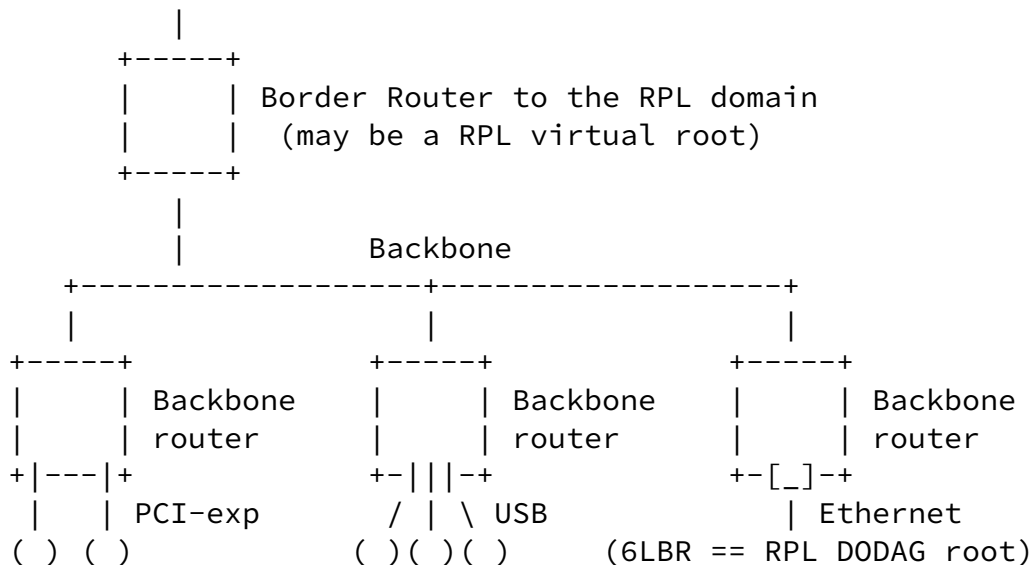 Border Router to the RPL domain
(may be a RPL virtual root)
Backbone
Backbone Backbone Backbone
router router router
PCI-exp USB [_] Ethernet
( ) ( ) ( )( )( ) (6LBR == RPL DODAG root)